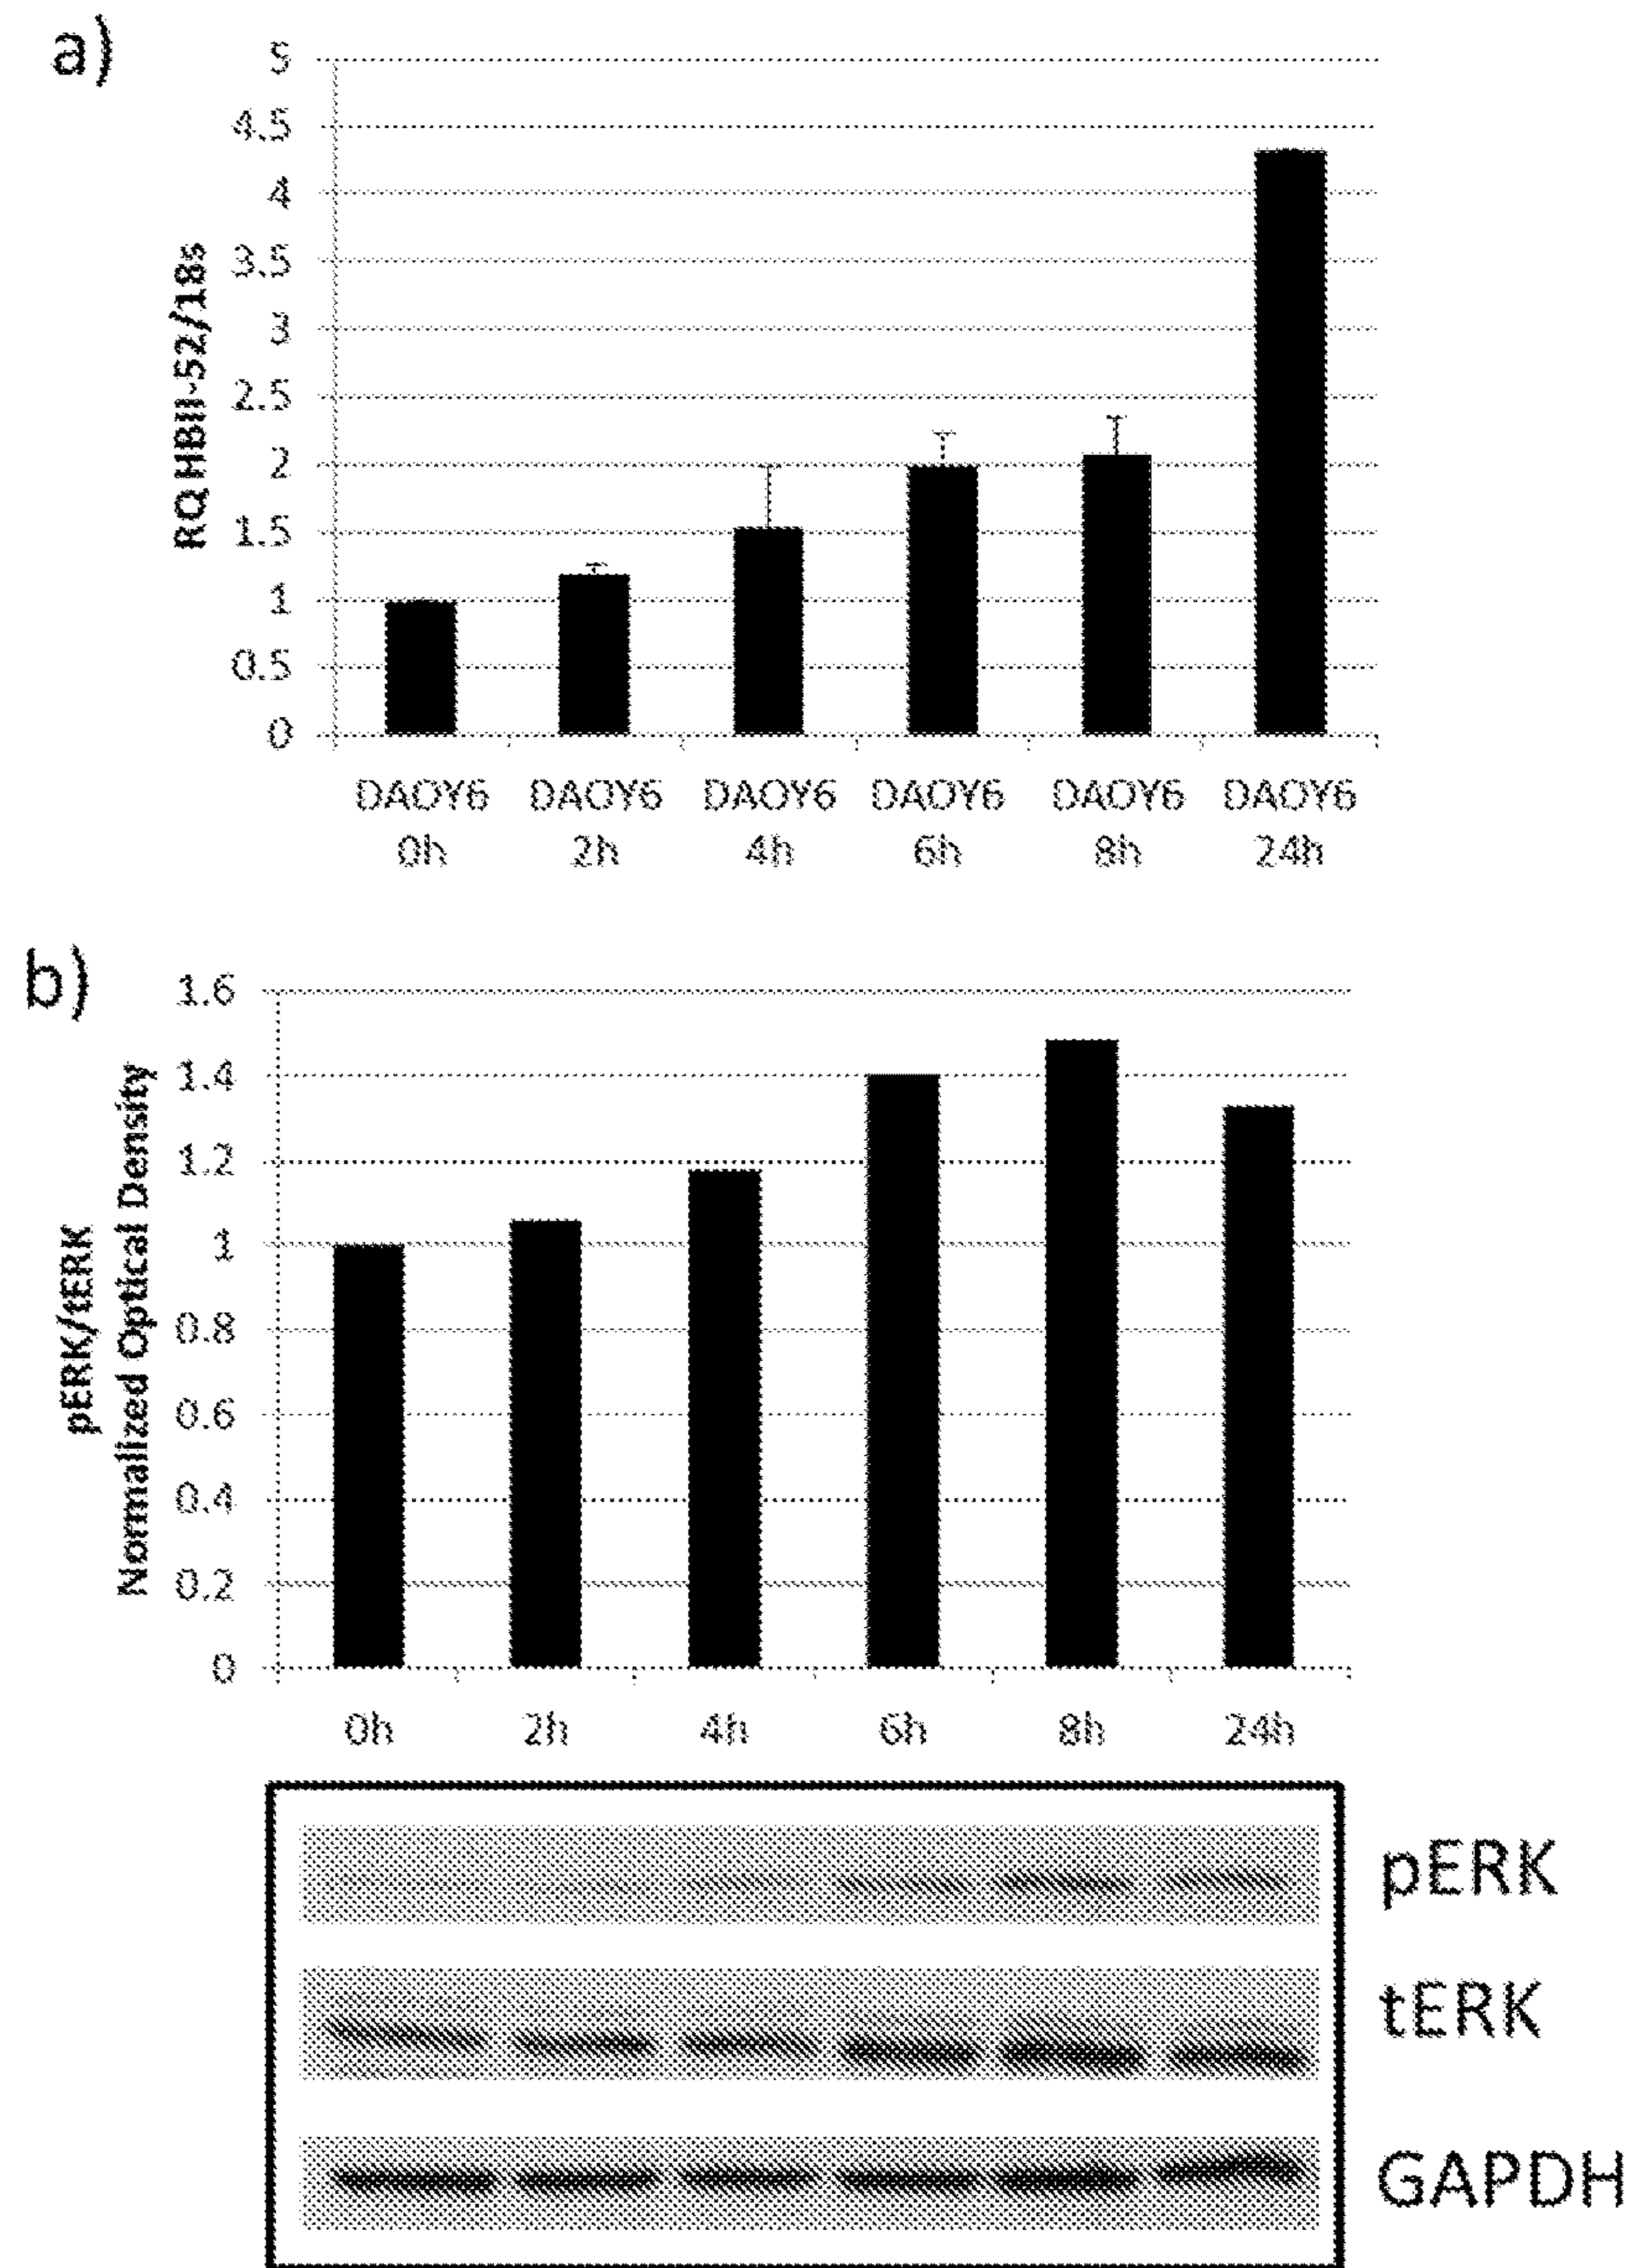 a)
5
4.5
4
3.5
3
2.5
2
1.5
1
0.5
0
RQ HBII-52/18s
DAOY6 DAOY6 DAOY6 DAOY6 DAOY6 DAOY6
0h 2h 4h 6h 8h 24h
b)
1.6
1.4
1.2
1
0.8
0.6
0.4
0.2
0
pERK/tERK
Normalized Optical Density
0h 2h 4h 6h 8h 24h
pERK
tERK
GAPDH